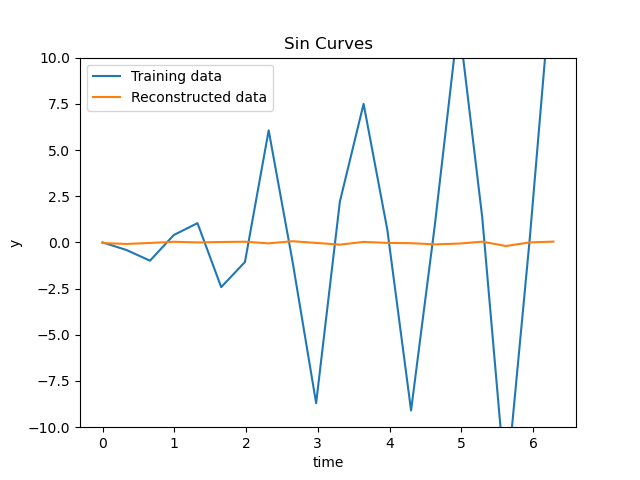 Sin Curves
Training data
Reconstructed data
10.0
7.5
5.0
2.5
0.0
−2.5
−5.0
−7.5
−10.0
y
0 1 2 3 4 5 6
time